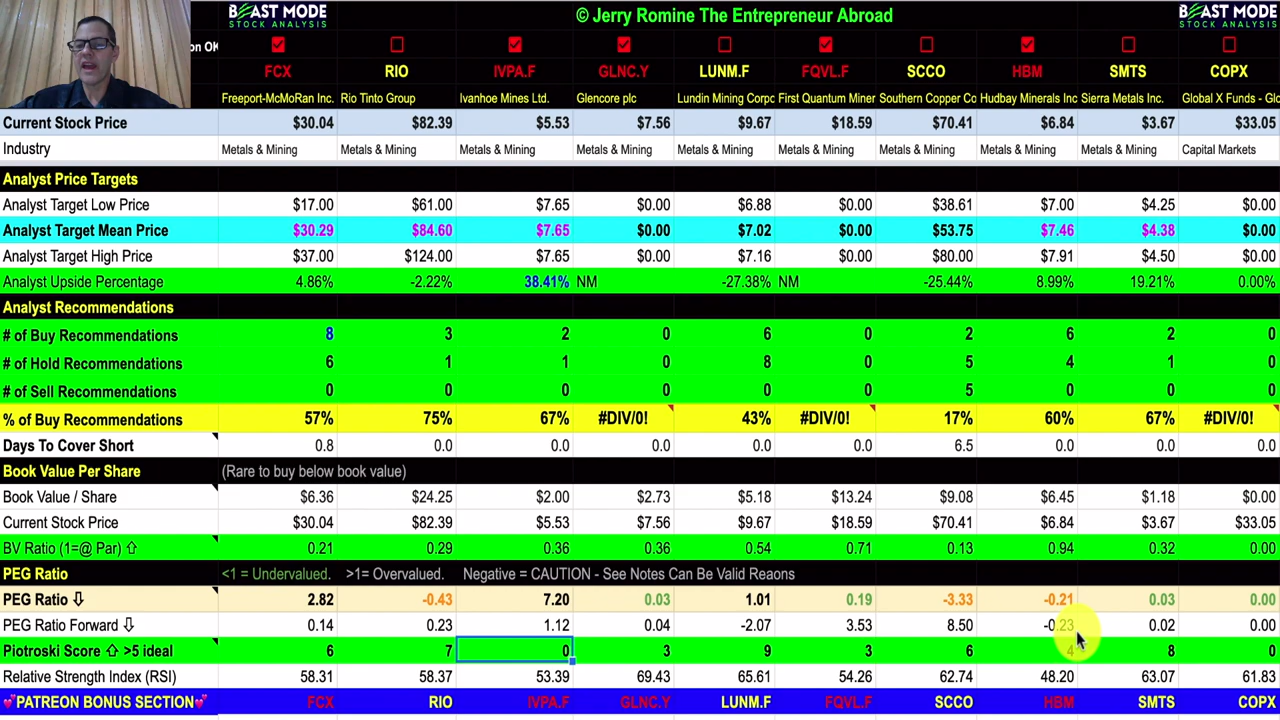 BEAST MODE STOCK ANALYSIS © Jerry Romine The Entrepreneur Abroad BEAST MODE STOCK ANALYSIS
on OK
FCX RIO IVPA.F GLNC.Y LUNM.F FQVL.F SCCO HBM SMTS COPX
Freeport-McMoRan Inc. Rio Tinto Group Ivanhoe Mines Ltd. Glencore plc Lundin Mining Corpo First Quantum Miner Southern Copper Co Hudbay Minerals Inc Sierra Metals Inc. Global X Funds - Glo
Current Stock Price $30.04 $82.39 $5.53 $7.56 $9.67 $18.59 $70.41 $6.84 $3.67 $33.05
Industry Metals & Mining Metals & Mining Metals & Mining Metals & Mining Metals & Mining Metals & Mining Metals & Mining Metals & Mining Metals & Mining Capital Markets
Analyst Price Targets
Analyst Target Low Price $17.00 $61.00 $7.65 $0.00 $6.88 $0.00 $38.61 $7.00 $4.25 $0.00
Analyst Target Mean Price $30.29 $84.60 $7.65 $0.00 $7.02 $0.00 $53.75 $7.46 $4.38 $0.00
Analyst Target High Price $37.00 $124.00 $7.65 $0.00 $7.16 $0.00 $80.00 $7.91 $4.50 $0.00
Analyst Upside Percentage 4.86% -2.22% 38.41% NM -27.38% NM -25.44% 8.99% 19.21% 0.00%
Analyst Recommendations
# of Buy Recommendations 8 3 2 0 6 0 2 6 2 0
# of Hold Recommendations 6 1 1 0 8 0 5 4 1 0
# of Sell Recommendations 0 0 0 0 0 0 5 0 0 0
% of Buy Recommendations 57% 75% 67% #DIV/0! 43% #DIV/0! 17% 60% 67% #DIV/0!
Days To Cover Short 0.8 0.0 0.0 0.0 0.0 0.0 6.5 0.0 0.0 0.0
Book Value Per Share (Rare to buy below book value)
Book Value / Share $6.36 $24.25 $2.00 $2.73 $5.18 $13.24 $9.08 $6.45 $1.18 $0.00
Current Stock Price $30.04 $82.39 $5.53 $7.56 $9.67 $18.59 $70.41 $6.84 $3.67 $33.05
BV Ratio (1=@ Par) ⇧ 0.21 0.29 0.36 0.36 0.54 0.71 0.13 0.94 0.32 0.00
PEG Ratio <1 = Undervalued. >1= Overvalued. Negative = CAUTION - See Notes Can Be Valid Reaons
PEG Ratio ⇩ 2.82 -0.43 7.20 0.03 1.01 0.19 -3.33 -0.21 0.03 0.00
PEG Ratio Forward ⇩ 0.14 0.23 1.12 0.04 -2.07 3.53 8.50 -0.23 0.02 0.00
Piotroski Score ⇧ >5 ideal 6 7 0 3 9 3 6 4 8 0
Relative Strength Index (RSI) 58.31 58.37 53.39 69.43 65.61 54.26 62.74 48.20 63.07 61.83
💕PATREON BONUS SECTION💕 FCX RIO IVPA.F GLNC.Y LUNM.F FQVL.F SCCO HBM SMTS COPX